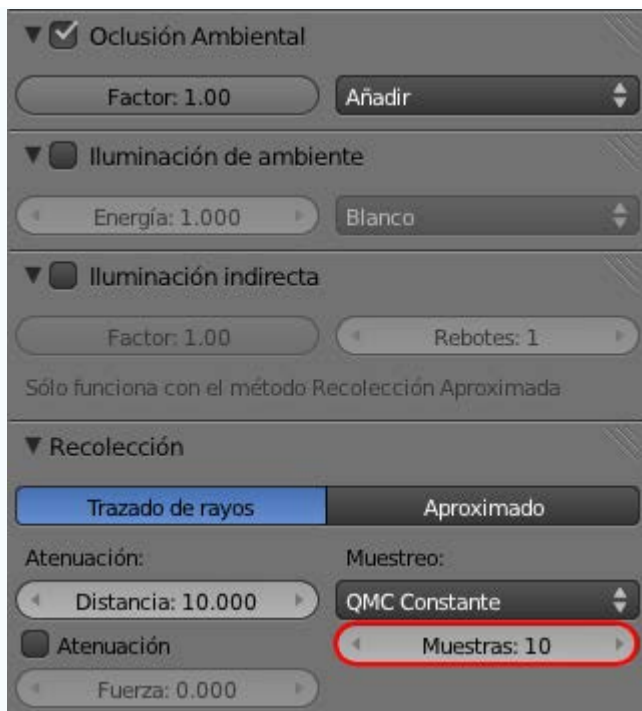 Oclusión Ambiental
Factor: 1.00 Añadir
Iluminación de ambiente
Energía: 1.000 Blanco
Iluminación indirecta
Factor: 1.00 Rebotes: 1
Sólo funciona con el método Recolección Aproximada
Recolección
Trazado de rayos Aproximado
Atenuación: Muestreo:
Distancia: 10.000 QMC Constante
Atenuación Muestras: 10
Fuerza: 0.000